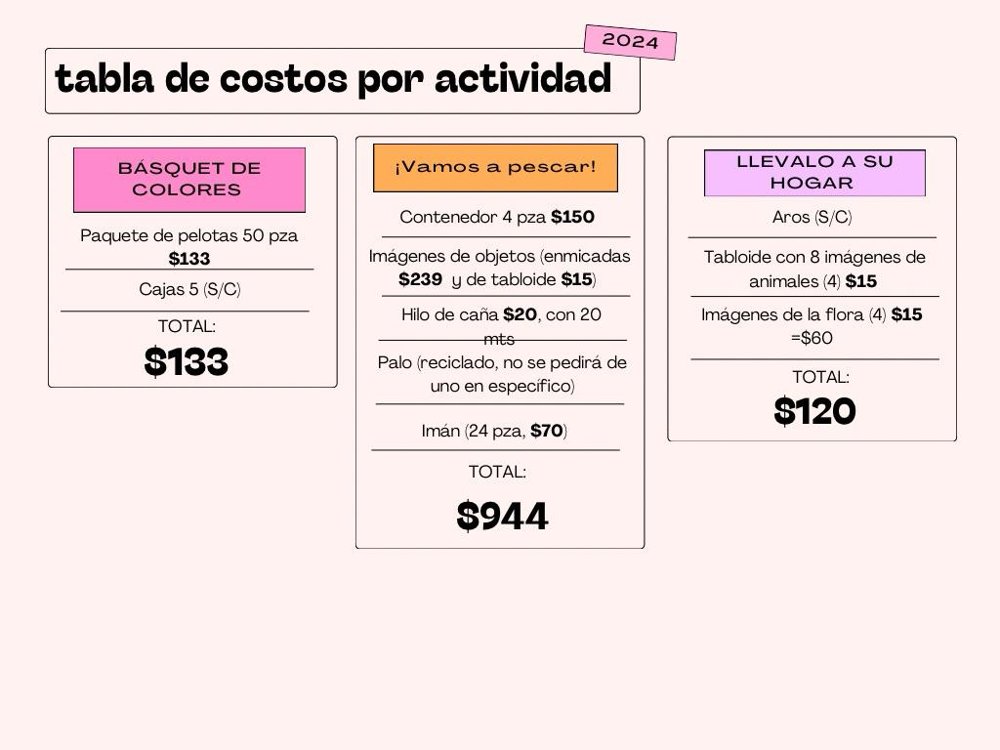 2024
tabla de costos por actividad
BÁSQUET DE
COLORES
Paquete de pelotas 50 pza
$133
Cajas 5 (S/C)
TOTAL:
$133
¡Vamos a pescar!
Contenedor 4 pza $150
Imágenes de objetos (enmicadas
$239 y de tabloide $15)
Hilo de caña $20, con 20
mts
Palo (reciclado, no se pedirá de
uno en específico)
Imán (24 pza, $70)
TOTAL:
$944
LLEVALO A SU
HOGAR
Aros (S/C)
Tabloide con 8 imágenes de
animales (4) $15
Imágenes de la flora (4) $15
=$60
TOTAL:
$120